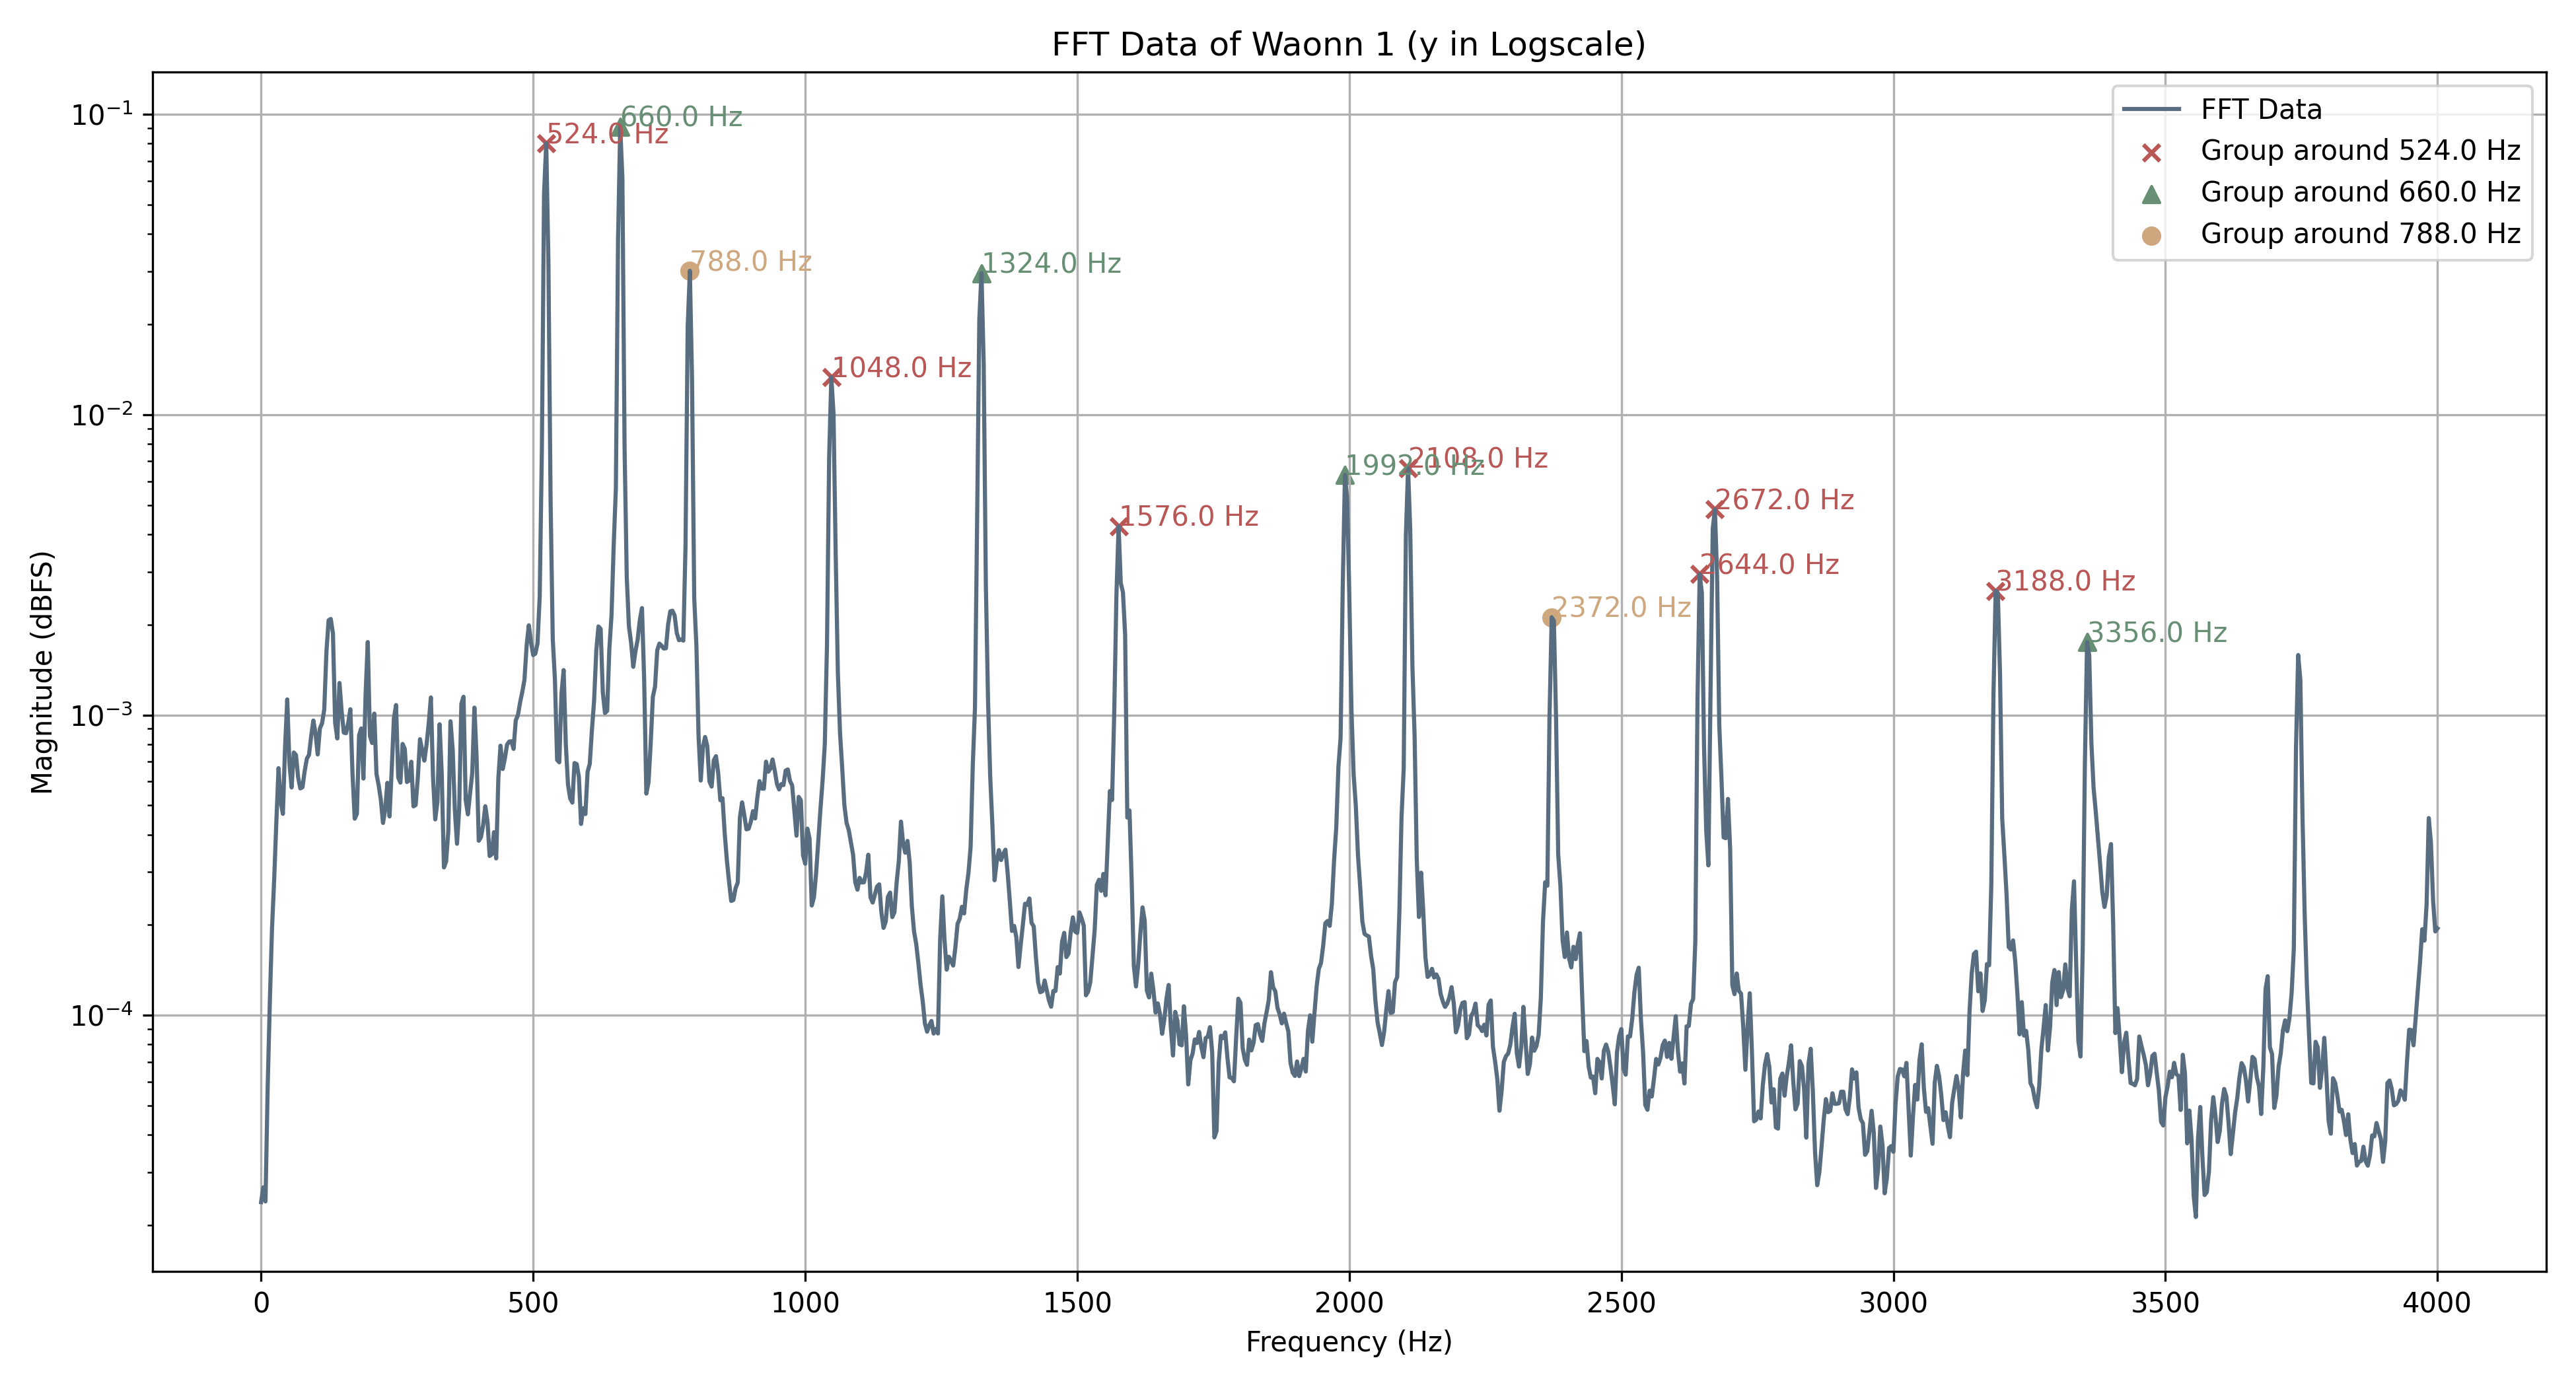 FFT Data of Waonn 1 (y in Logscale)
FFT Data
Group around 524.0 Hz
Group around 660.0 Hz
Group around 788.0 Hz
660.0 Hz
524.0 Hz
788.0 Hz
1324.0 Hz
1048.0 Hz
2108.0 Hz
1992.0 Hz
2672.0 Hz
1576.0 Hz
2644.0 Hz
3188.0 Hz
2372.0 Hz
3356.0 Hz
Magnitude (dBFS)
10⁻¹
10⁻²
10⁻³
10⁻⁴
0 500 1000 1500 2000 2500 3000 3500 4000
Frequency (Hz)